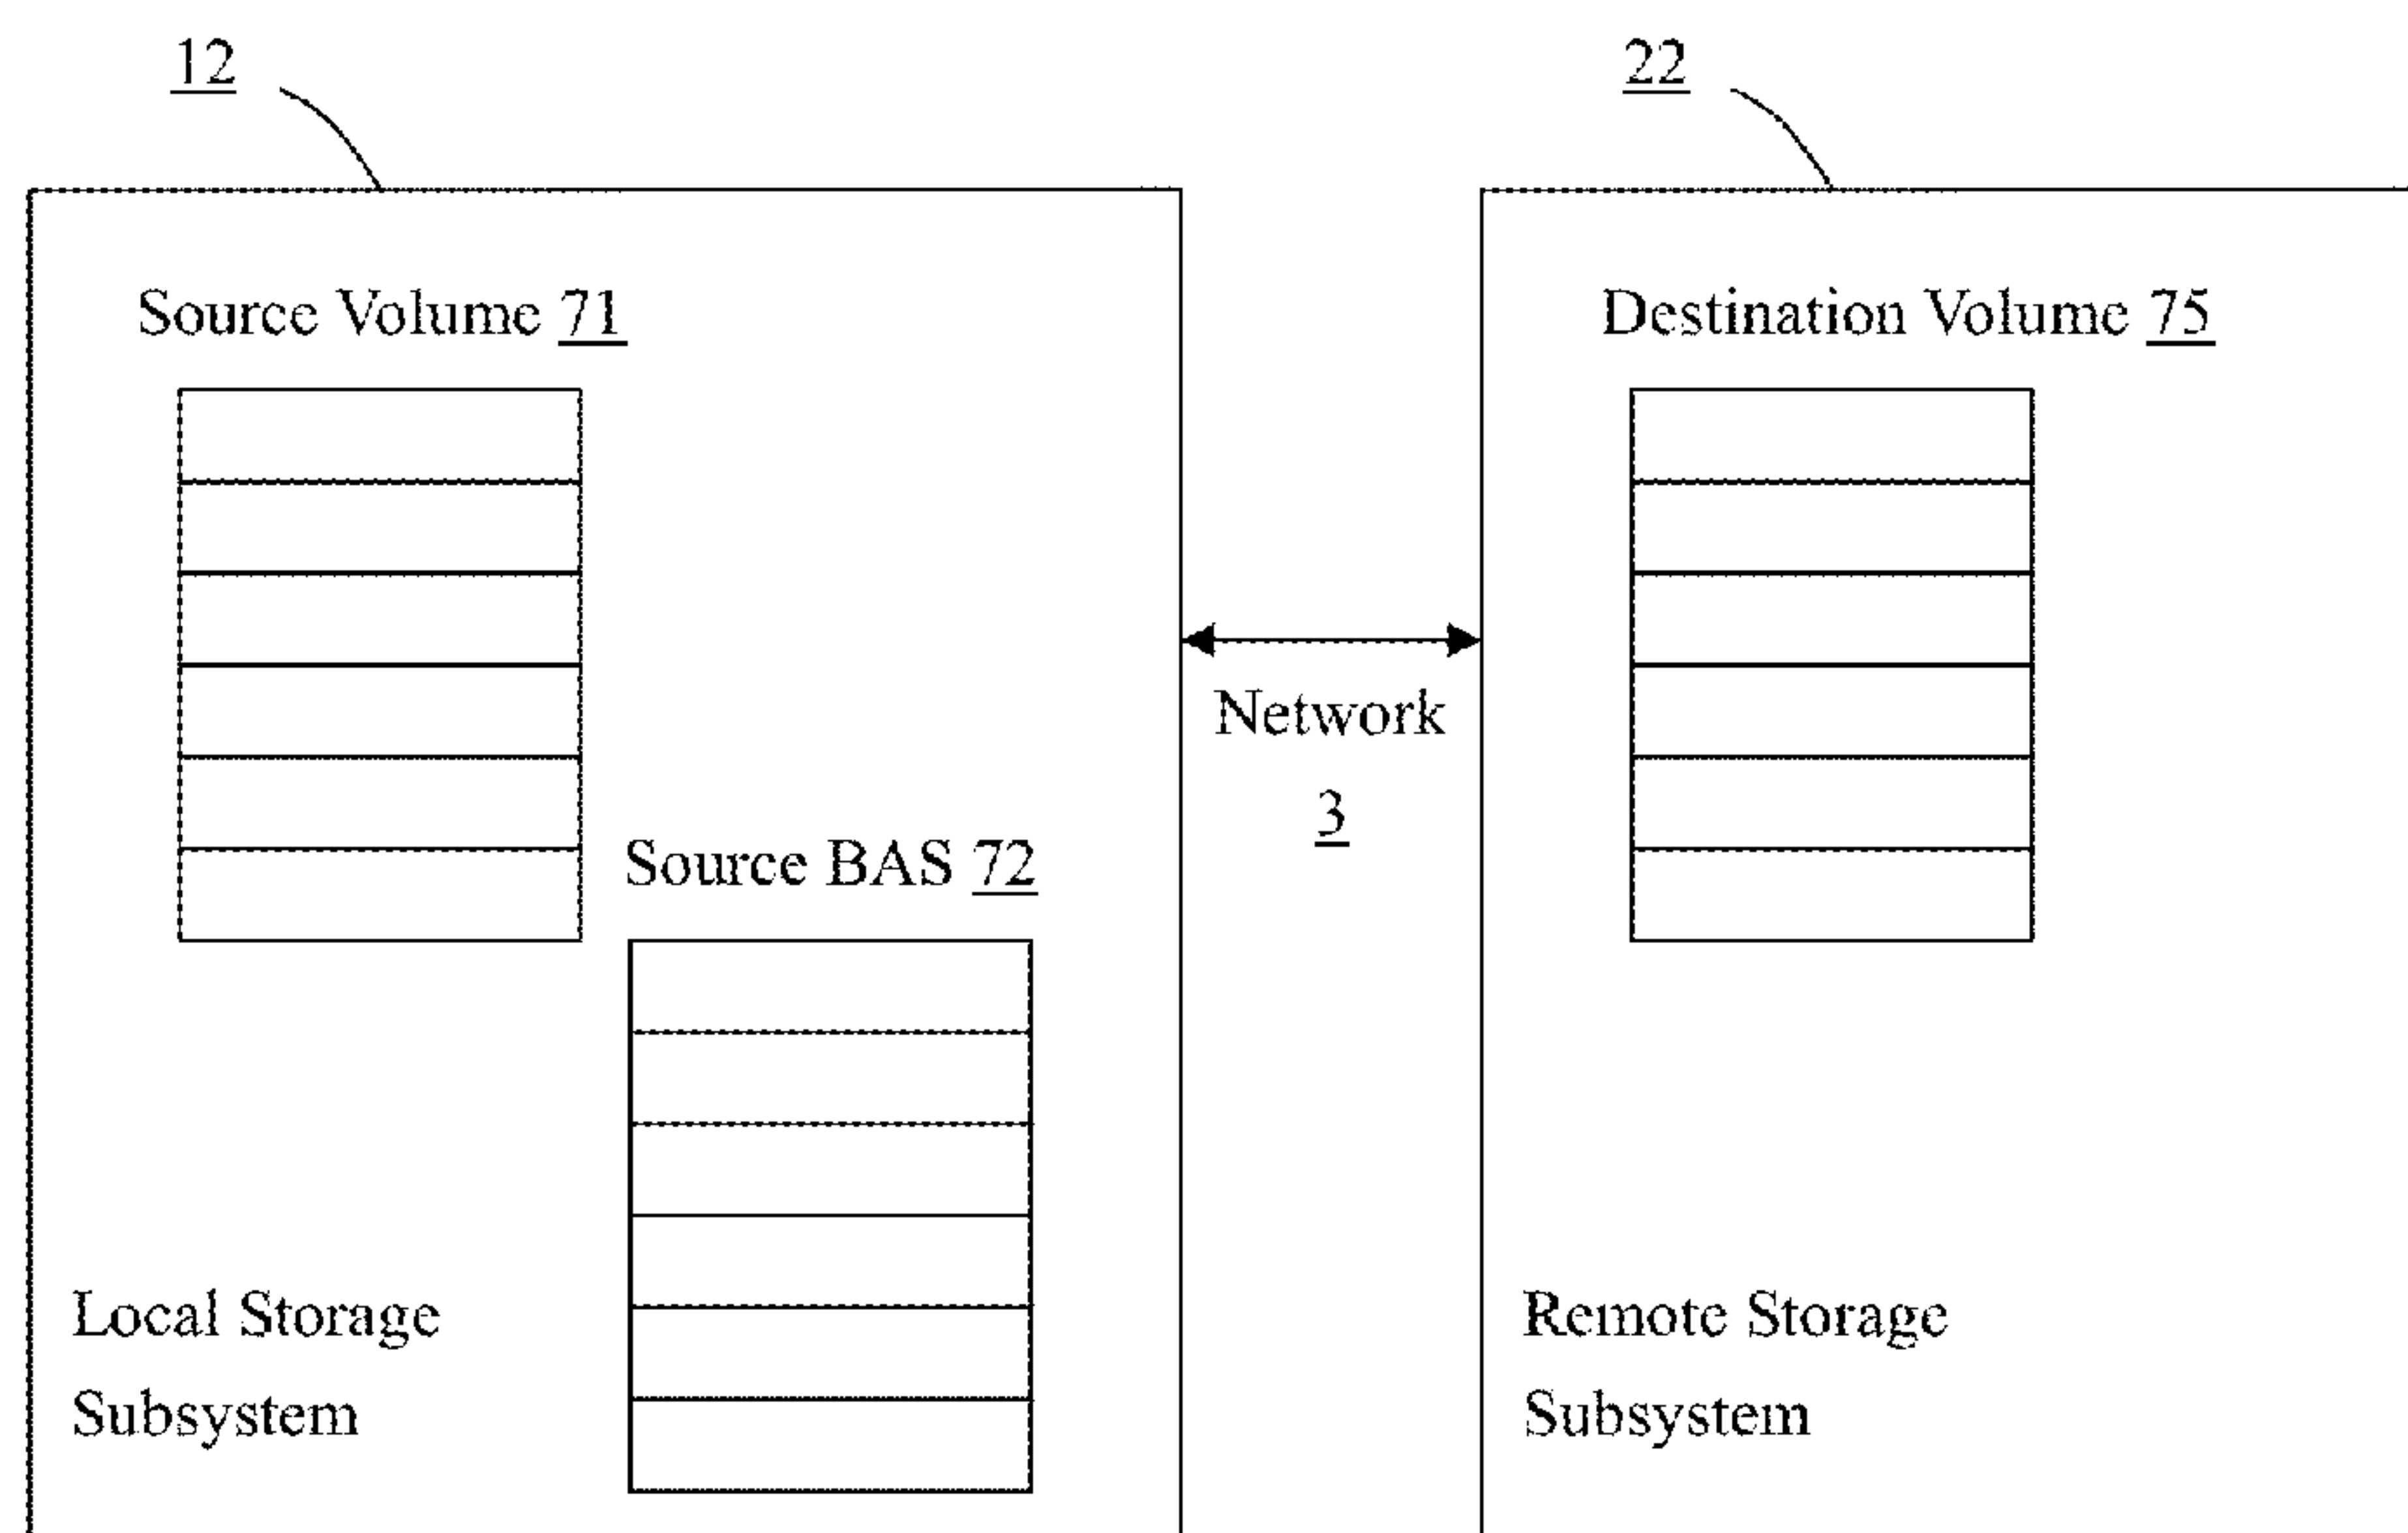 12
22
Source Volume 71
Destination Volume 75
Network
3
Source BAS 72
Local Storage
Subsystem
Remote Storage
Subsystem